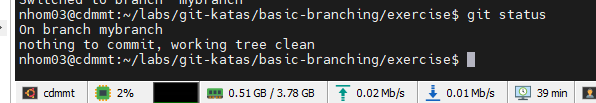 Switched to branch 'mybranch'
nhom03@cdmmt:~/labs/git-katas/basic-branching/exercise$ git status
On branch mybranch
nothing to commit, working tree clean
nhom03@cdmmt:~/labs/git-katas/basic-branching/exercise$
cdmmt 2% 0.51 GB / 3.78 GB 0.02 Mb/s 0.01 Mb/s 39 min